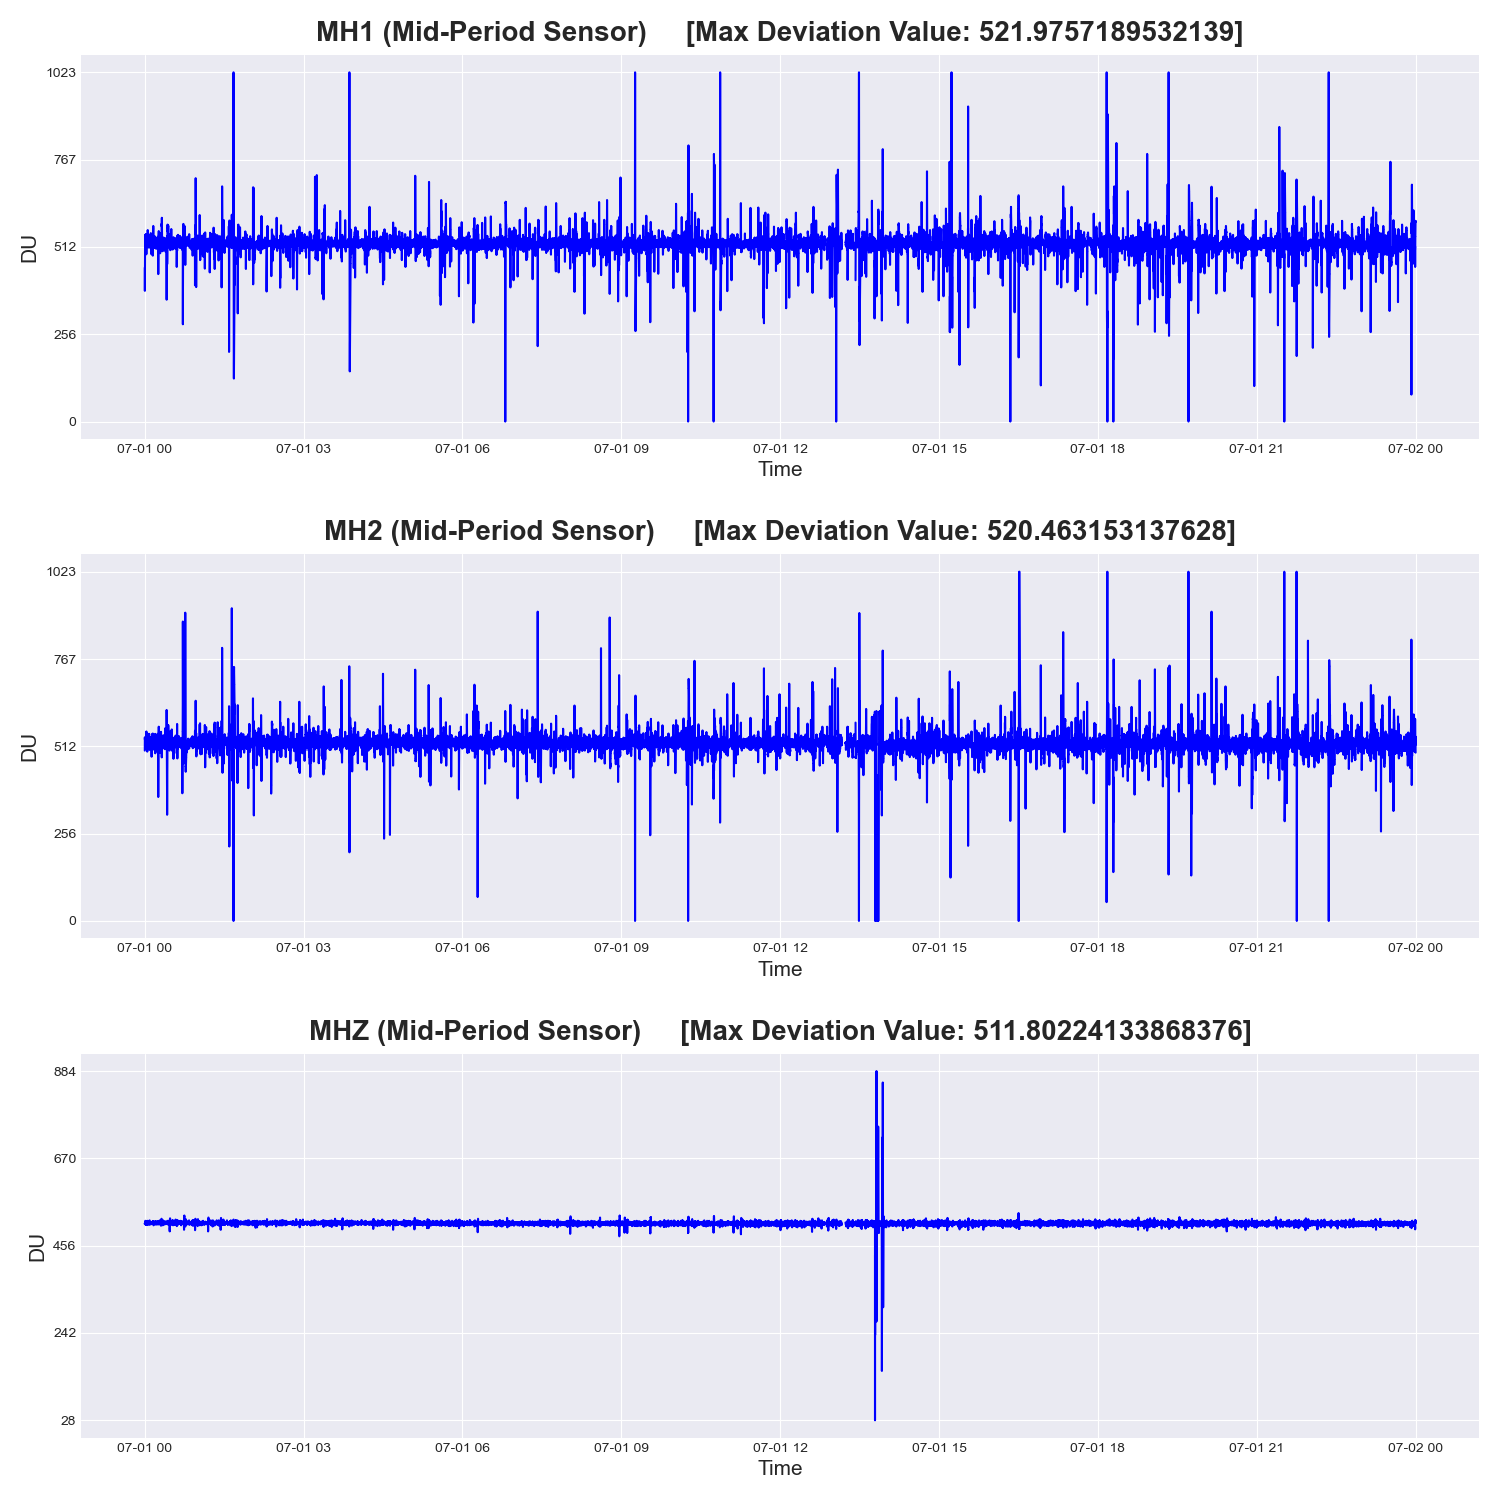 MH1 (Mid-Period Sensor)     [Max Deviation Value: 521.9757189532139]
1023
767
512
256
0
DU
07-01 00 07-01 03 07-01 06 07-01 09 07-01 12 07-01 15 07-01 18 07-01 21 07-02 00
Time
MH2 (Mid-Period Sensor)     [Max Deviation Value: 520.463153137628]
1023
767
512
256
0
DU
07-01 00 07-01 03 07-01 06 07-01 09 07-01 12 07-01 15 07-01 18 07-01 21 07-02 00
Time
MHZ (Mid-Period Sensor)     [Max Deviation Value: 511.80224133868376]
884
670
456
242
28
DU
07-01 00 07-01 03 07-01 06 07-01 09 07-01 12 07-01 15 07-01 18 07-01 21 07-02 00
Time